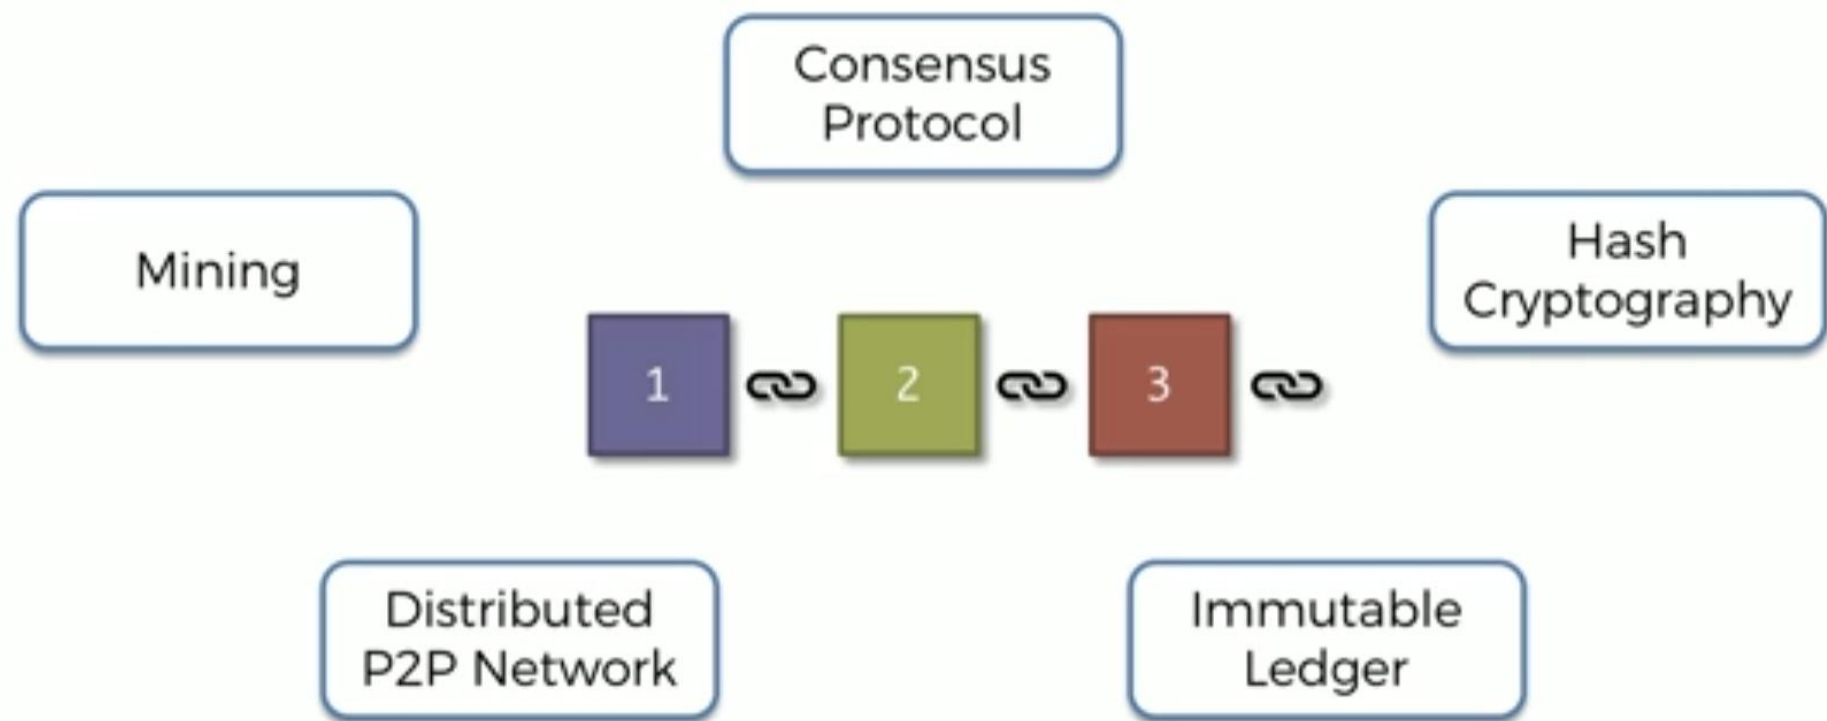 Consensus
Protocol
Mining
Hash
Cryptography
1
2
3
Distributed
P2P Network
Immutable
Ledger